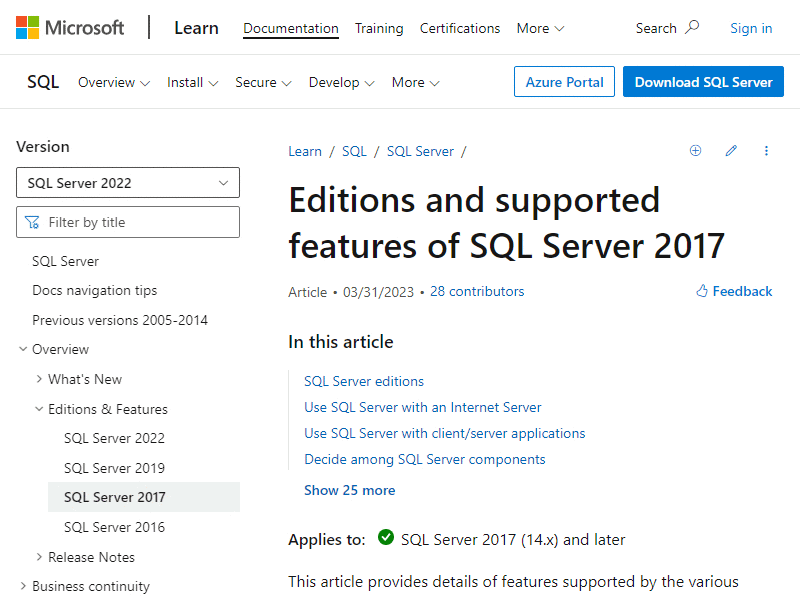 Microsoft Learn Documentation Training Certifications More Search Sign in
SQL Overview Install Secure Develop More Azure Portal Download SQL Server
Version
SQL Server 2022
Filter by title
SQL Server
Docs navigation tips
Previous versions 2005-2014
Overview
What's New
Editions & Features
SQL Server 2022
SQL Server 2019
SQL Server 2017
SQL Server 2016
Release Notes
Business continuity
Learn / SQL / SQL Server /
Editions and supported
features of SQL Server 2017
Article • 03/31/2023 • 28 contributors
Feedback
In this article
SQL Server editions
Use SQL Server with an Internet Server
Use SQL Server with client/server applications
Decide among SQL Server components
Show 25 more
Applies to: SQL Server 2017 (14.x) and later
This article provides details of features supported by the various